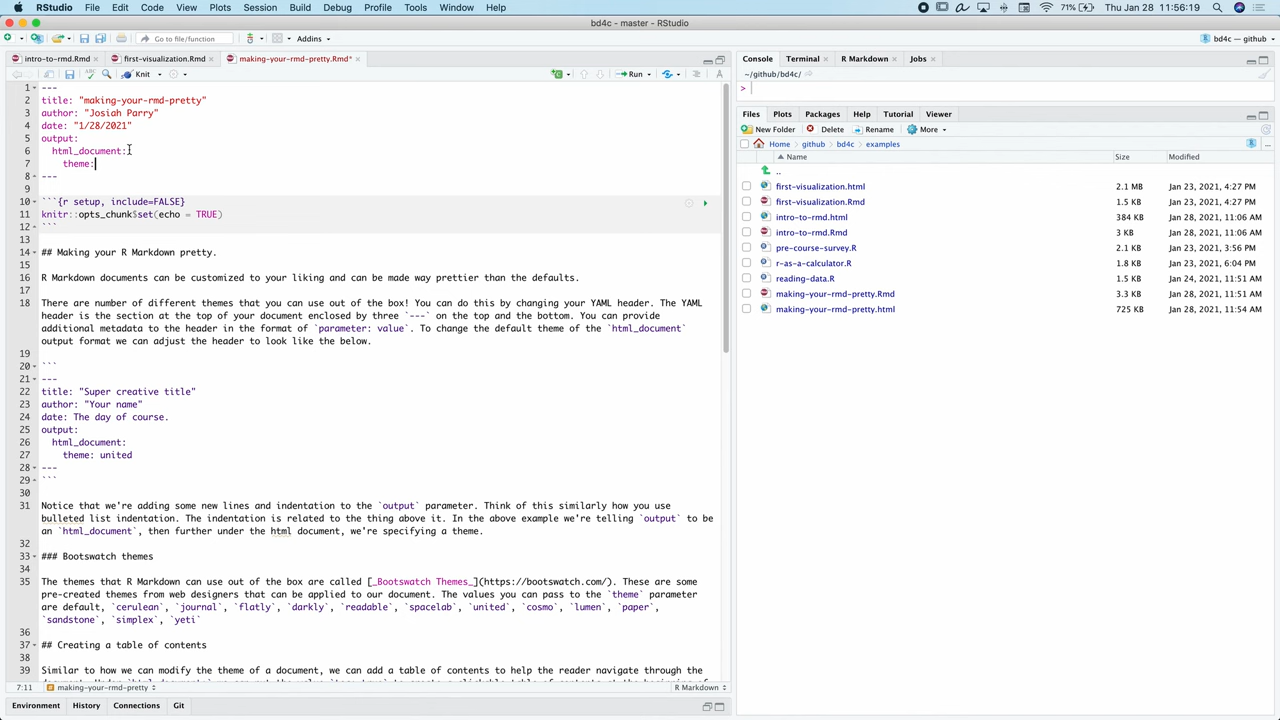 RStudio File Edit Code View Plots Session Build Debug Profile Tools Window Help 71% Thu Jan 28 11:56:19
bd4c - master - RStudio
Go to file/function Addins bd4c — github
intro-to-rmd.Rmd first-visualization.Rmd making-your-rmd-pretty.Rmd*
Knit Run
1 ---
2 title: "making-your-rmd-pretty"
3 author: "Josiah Parry"
4 date: "1/28/2021"
5 output:
6 html_document:
7 theme:
8 ---
9
10 ```{r setup, include=FALSE}
11 knitr::opts_chunk$set(echo = TRUE)
12 ```
13
14 ## Making your R Markdown pretty.
15
16 R Markdown documents can be customized to your liking and can be made way prettier than the defaults.
17
18 There are number of different themes that you can use out of the box! You can do this by changing your YAML header. The YAML
header is the section at the top of your document enclosed by three `---` on the top and the bottom. You can provide
additional metadata to the header in the format of `parameter: value`. To change the default theme of the `html_document`
output format we can adjust the header to look like the below.
19
20 ```
21 ---
22 title: "Super creative title"
23 author: "Your name"
24 date: The day of course.
25 output:
26 html_document:
27 theme: united
28 ---
29 ```
30
31 Notice that we're adding some new lines and indentation to the `output` parameter. Think of this similarly how you use
bulleted list indentation. The indentation is related to the thing above it. In the above example we're telling `output` to be
an `html_document`, then further under the html document, we're specifying a theme.
32
33 ### Bootswatch themes
34
35 The themes that R Markdown can use out of the box are called [_Bootswatch Themes_](https://bootswatch.com/). These are some
pre-created themes from web designers that can be applied to our document. The values you can pass to the `theme` parameter
are default, `cerulean`, `journal`, `flatly`, `darkly`, `readable`, `spacelab`, `united`, `cosmo`, `lumen`, `paper`,
`sandstone`, `simplex`, `yeti`
36
37 ## Creating a table of contents
38
39 Similar to how we can modify the theme of a document, we can add a table of contents to help the reader navigate through the
7:11 making-your-rmd-pretty R Markdown
Environment History Connections Git
Console Terminal R Markdown Jobs
~/github/bd4c/
>
Files Plots Packages Help Tutorial Viewer
New Folder Delete Rename More
Home github bd4c examples
Name Size Modified
..
first-visualization.html 2.1 MB Jan 23, 2021, 4:27 PM
first-visualization.Rmd 1.5 KB Jan 23, 2021, 4:27 PM
intro-to-rmd.html 384 KB Jan 28, 2021, 11:06 AM
intro-to-rmd.Rmd 3 KB Jan 28, 2021, 11:06 AM
pre-course-survey.R 2.1 KB Jan 23, 2021, 3:56 PM
r-as-a-calculator.R 1.8 KB Jan 23, 2021, 6:04 PM
reading-data.R 1.5 KB Jan 24, 2021, 11:51 AM
making-your-rmd-pretty.Rmd 3.3 KB Jan 28, 2021, 11:51 AM
making-your-rmd-pretty.html 725 KB Jan 28, 2021, 11:54 AM